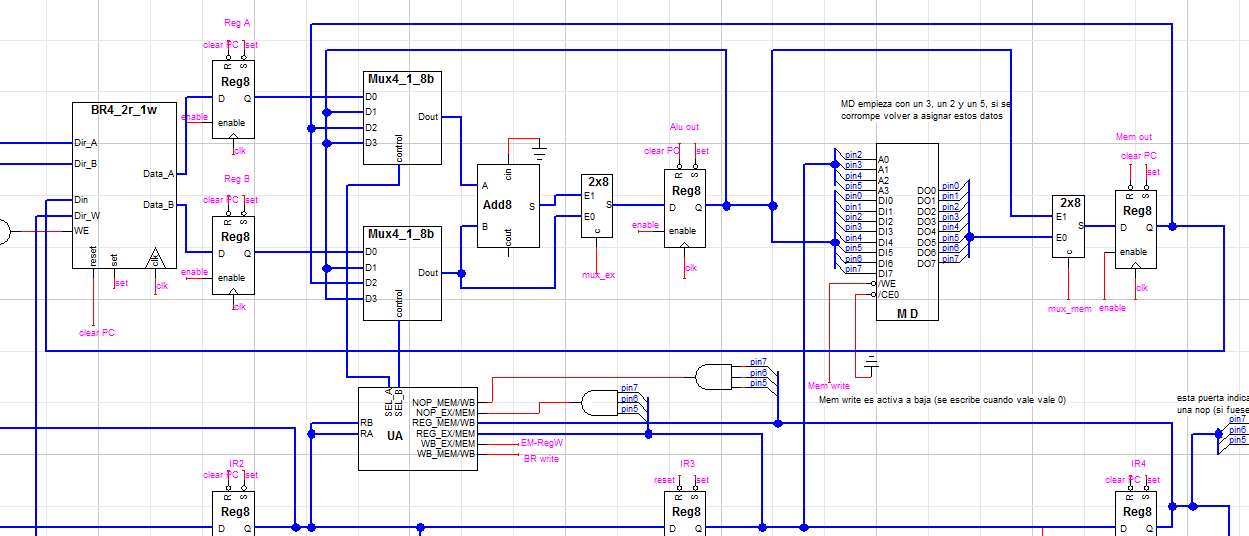 Reg A
clear PC set
R S
Reg8
D Q
enable
enable
clk
BR4_2r_1w
Dir_A
Dir_B
Data_A
Din
Data_B
Dir_W
WE
reset
set
clk
set
clk
clear PC
Reg B
clear PC set
R S
Reg8
D Q
enable
enable
clk
Mux4_1_8b
D0
D1
Dout
D2
D3
control
Mux4_1_8b
D0
D1
Dout
D2
D3
control
cin
A
Add8
S
B
cout
2x8
E1
S
E0
c
mux_ex
Alu out
clear PC set
R S
Reg8
D Q
enable
enable
clk
MD empieza con un 3, un 2 y un 5, si se
corrompe volver a asignar estos datos
pin2
pin3
pin4
pin5
pin0
pin1
pin2
pin3
pin4
pin5
pin6
pin7
A0
A1
A2
A3
DI0
DI1
DI2
DI3
DI4
DI5
DI6
DI7
/WE
/CE0
DO0
DO1
DO2
DO3
DO4
DO5
DO6
DO7
M D
pin0
pin1
pin2
pin3
pin4
pin5
pin6
pin7
2x8
E1
S
E0
c
mux_mem
Mem out
clear PC
set
R S
Reg8
D Q
enable
enable
clk
Mem write
Mem write es activa a baja (se escribe cuando vale vale 0)
SEL_A
SEL_B
NOP_MEM/WB
NOP_EX/MEM
RB
REG_MEM/WB
RA
UA
REG_EX/MEM
WB_EX/MEM
WB_MEM/WB
EM-RegW
BR write
pin7
pin6
pin5
pin7
pin6
pin5
esta puerta indica
una nop (si fuese
pin7
pin6
pin5
IR2
clear PC set
R S
Reg8
D Q
IR3
reset set
R S
Reg8
D Q
IR4
clear PC set
R S
Reg8
D Q